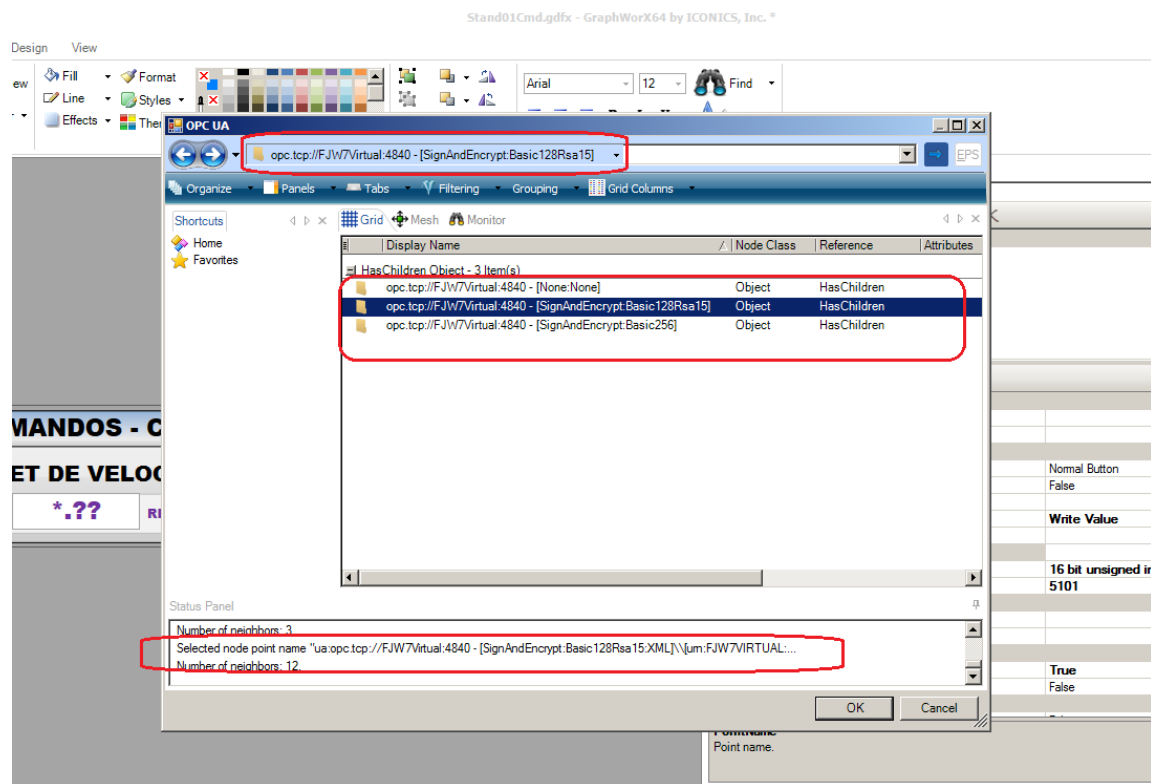 Stand01Cmd.gdfx - GraphWorX64 by ICONICS, Inc. *
Design View
ew Fill Format
Line Styles
Effects
Arial 12 Find
OPC UA
opc.tcp://FJW7Virtual:4840 - [SignAndEncrypt:Basic128Rsa15] EPS
Organize Panels Tabs Filtering Grouping Grid Columns
Shortcuts Grid Mesh Monitor
Home
Favorites
Display Name Node Class Reference Attributes
HasChildren Object - 3 Item(s)
opc.tcp://FJW7Virtual:4840 - [None:None] Object HasChildren
opc.tcp://FJW7Virtual:4840 - [SignAndEncrypt:Basic128Rsa15] Object HasChildren
opc.tcp://FJW7Virtual:4840 - [SignAndEncrypt:Basic256] Object HasChildren
MANDOS - C
ET DE VELOC
*.??
Normal Button
False
Write Value
16 bit unsigned in
5101
Status Panel
Number of neighbors: 3
Selected node point name "ua:opc.tcp://FJW7Virtual:4840 - [SignAndEncrypt:Basic128Rsa15:XML]\\[urn:FJW7VIRTUAL:...
Number of neighbors: 12.
True
False
OK Cancel
PointName
Point name.